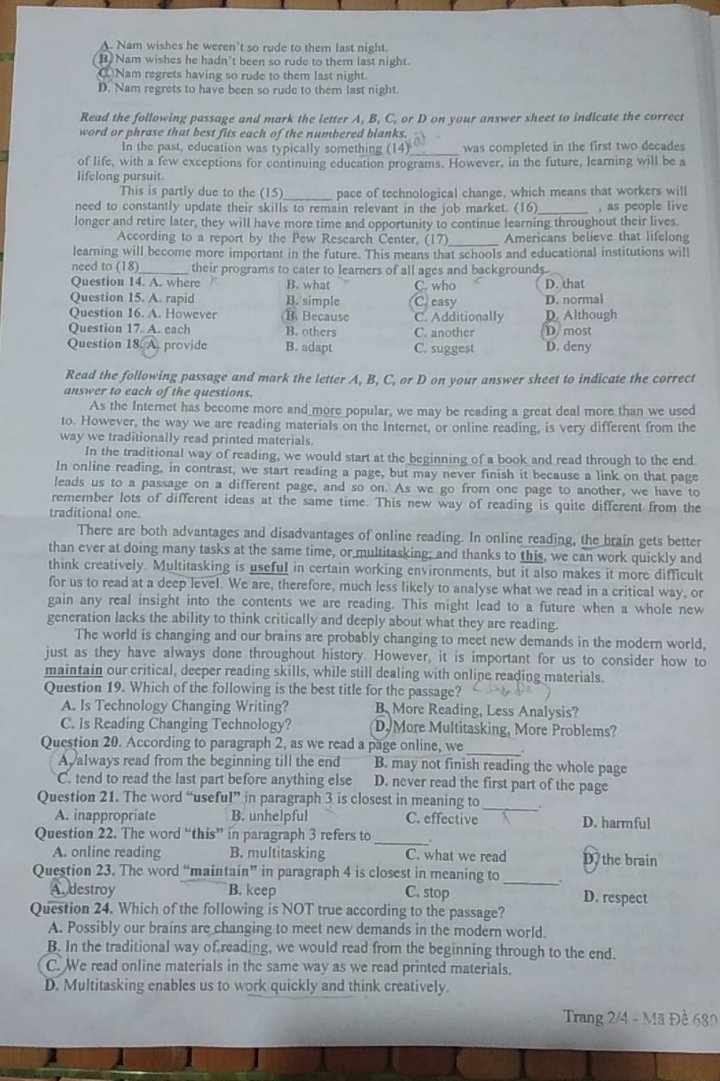 A. Nam wishes he weren't so rude to them last night.
B. Nam wishes he hadn't been so rude to them last night.
C. Nam regrets having so rude to them last night.
D. Nam regrets to have been so rude to them last night.
Read the following passage and mark the letter A, B, C, or D on your answer sheet to indicate the correct
word or phrase that best fits each of the numbered blanks.
In the past, education was typically something (14)________ was completed in the first two decades
of life, with a few exceptions for continuing education programs. However, in the future, learning will be a
lifelong pursuit.
This is partly due to the (15)________ pace of technological change, which means that workers will
need to constantly update their skills to remain relevant in the job market. (16)________ , as people live
longer and retire later, they will have more time and opportunity to continue learning throughout their lives.
According to a report by the Pew Research Center, (17)________ Americans believe that lifelong
learning will become more important in the future. This means that schools and educational institutions will
need to (18)________ their programs to cater to learners of all ages and backgrounds.
Question 14. A. where B. what C. who D. that
Question 15. A. rapid B. simple C. easy D. normal
Question 16. A. However B. Because C. Additionally D. Although
Question 17. A. each B. others C. another D. most
Question 18. A. provide B. adapt C. suggest D. deny
Read the following passage and mark the letter A, B, C, or D on your answer sheet to indicate the correct
answer to each of the questions.
As the Internet has become more and more popular, we may be reading a great deal more than we used
to. However, the way we are reading materials on the Internet, or online reading, is very different from the
way we traditionally read printed materials.
In the traditional way of reading, we would start at the beginning of a book and read through to the end.
In online reading, in contrast, we start reading a page, but may never finish it because a link on that page
leads us to a passage on a different page, and so on. As we go from one page to another, we have to
remember lots of different ideas at the same time. This new way of reading is quite different from the
traditional one.
There are both advantages and disadvantages of online reading. In online reading, the brain gets better
than ever at doing many tasks at the same time, or multitasking; and thanks to this, we can work quickly and
think creatively. Multitasking is useful in certain working environments, but it also makes it more difficult
for us to read at a deep level. We are, therefore, much less likely to analyse what we read in a critical way, or
gain any real insight into the contents we are reading. This might lead to a future when a whole new
generation lacks the ability to think critically and deeply about what they are reading.
The world is changing and our brains are probably changing to meet new demands in the modern world,
just as they have always done throughout history. However, it is important for us to consider how to
maintain our critical, deeper reading skills, while still dealing with online reading materials.
Question 19. Which of the following is the best title for the passage?
A. Is Technology Changing Writing? B. More Reading, Less Analysis?
C. Is Reading Changing Technology? D. More Multitasking, More Problems?
Question 20. According to paragraph 2, as we read a page online, we ________.
A. always read from the beginning till the end B. may not finish reading the whole page
C. tend to read the last part before anything else D. never read the first part of the page
Question 21. The word “useful” in paragraph 3 is closest in meaning to ________.
A. inappropriate B. unhelpful C. effective D. harmful
Question 22. The word “this” in paragraph 3 refers to ________.
A. online reading B. multitasking C. what we read D. the brain
Question 23. The word “maintain” in paragraph 4 is closest in meaning to ________.
A. destroy B. keep C. stop D. respect
Question 24. Which of the following is NOT true according to the passage?
A. Possibly our brains are changing to meet new demands in the modern world.
B. In the traditional way of reading, we would read from the beginning through to the end.
C. We read online materials in the same way as we read printed materials.
D. Multitasking enables us to work quickly and think creatively.
Trang 2/4 - Mã Đề 680